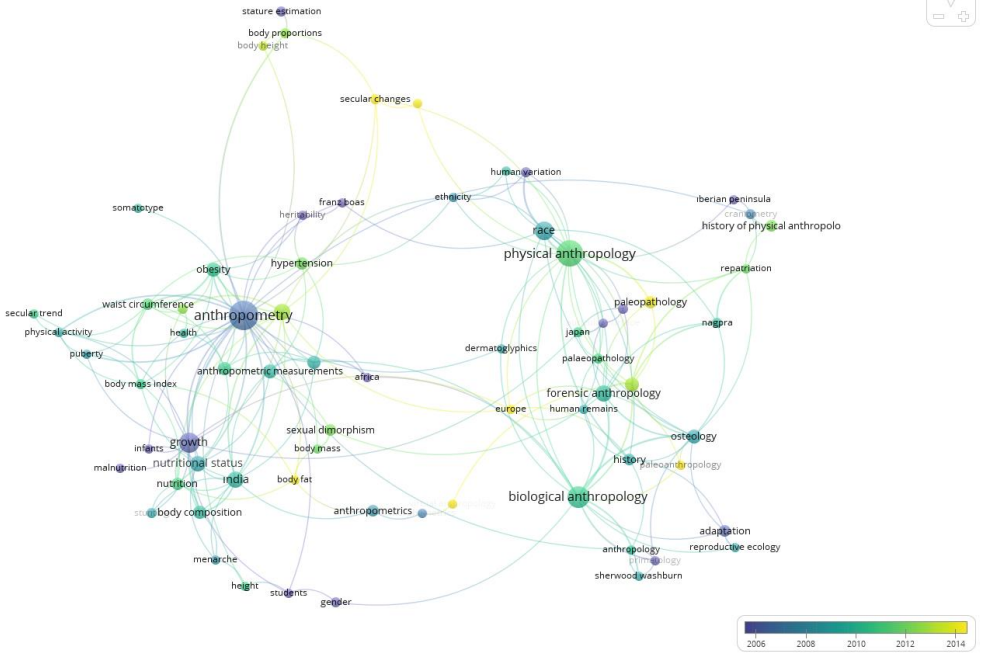 stature estimation
body proportions
body height
secular changes
human variation
ethnicity
iberian peninsula
craniometry
history of physical anthropolo
somatotype
franz boas
heritability
race
physical anthropology
obesity
hypertension
repatriation
waist circumference
secular trend
anthropometry
paleopathology
physical activity
health
japan
nagpra
puberty
dermatoglyphics
palaeopathology
body mass index
anthropometric measurements
africa
forensic anthropology
europe
human remains
sexual dimorphism
growth
infants
body mass
osteology
malnutrition
nutritional status
history
paleoanthropology
nutrition
india
body fat
biological anthropology
body composition
anthropometrics
adaptation
menarche
anthropology
reproductive ecology
primatology
sherwood washburn
height
students
gender
2006
2008
2010
2012
2014